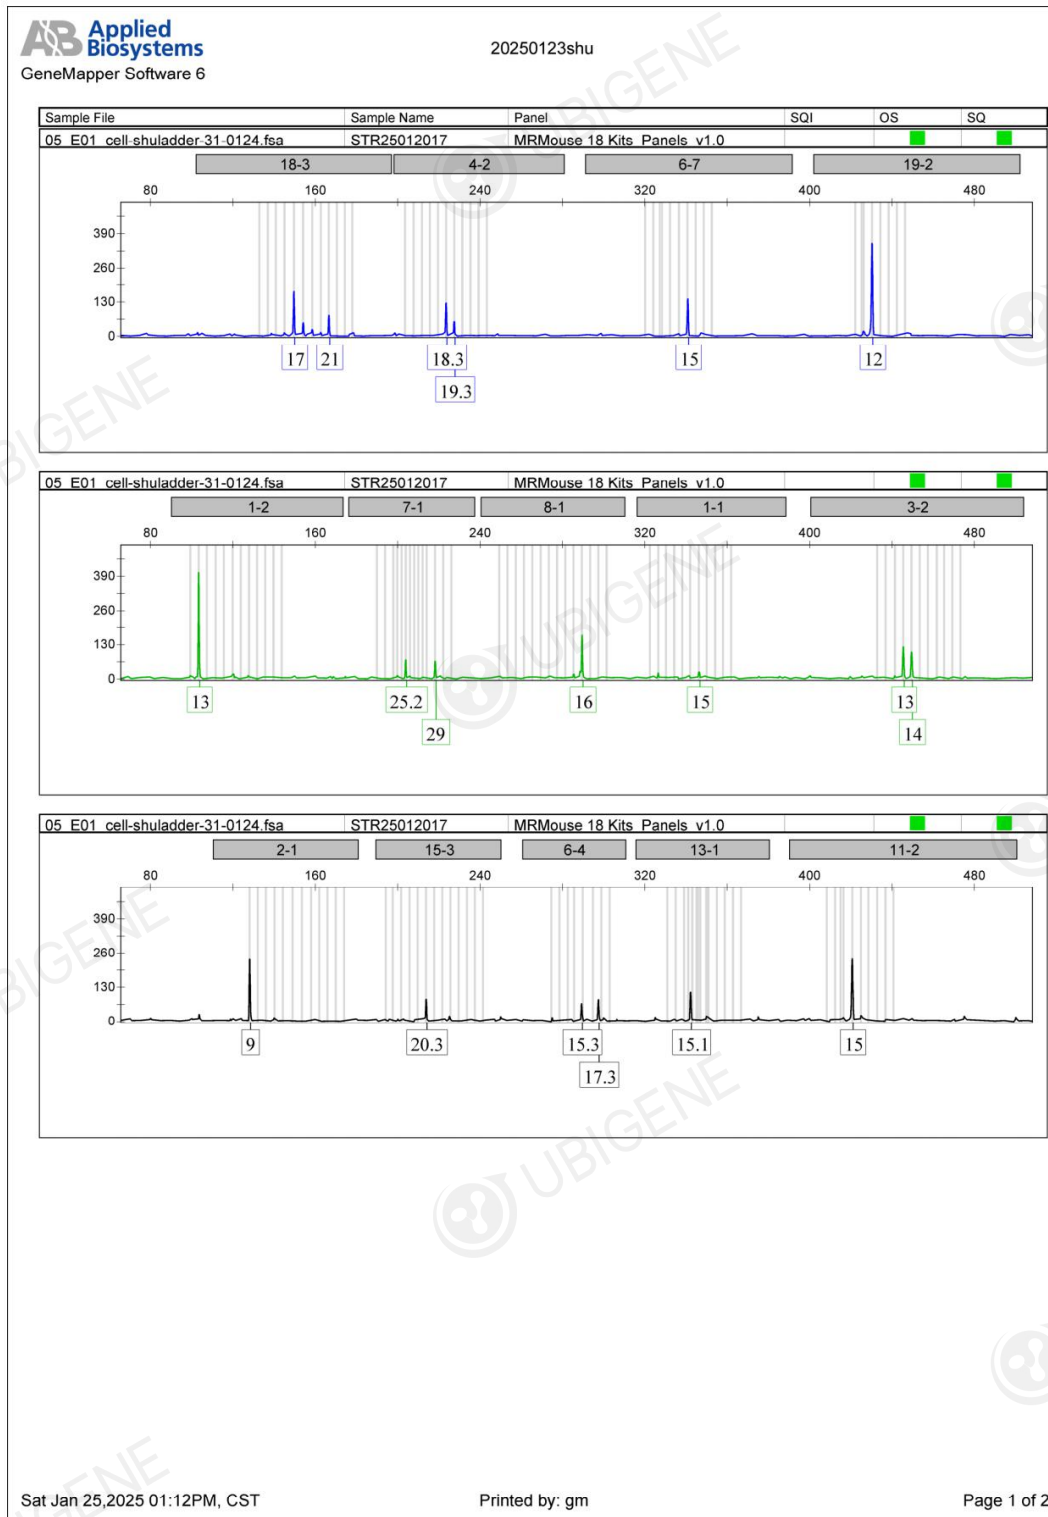 AB Applied
Biosystems
GeneMapper Software 6
20250123shu
Sample File Sample Name Panel SQI OS SQ
05_E01_cell-shuladder-31-0124.fsa STR25012017 MRMouse 18 Kits_Panels_v1.0
18-3 4-2 6-7 19-2
80 160 240 320 400 480
390
260
130
0
17 21 18.3 15 12
19.3
05_E01_cell-shuladder-31-0124.fsa STR25012017 MRMouse 18 Kits_Panels_v1.0
1-2 7-1 8-1 1-1 3-2
80 160 240 320 400 480
390
260
130
0
13 25.2 16 15 13
29 14
05_E01_cell-shuladder-31-0124.fsa STR25012017 MRMouse 18 Kits_Panels_v1.0
2-1 15-3 6-4 13-1 11-2
80 160 240 320 400 480
390
260
130
0
9 20.3 15.3 15.1 15
17.3
UBIGENE
UBIGENE
UBIGENE
Sat Jan 25,2025 01:12PM, CST Printed by: gm Page 1 of 2